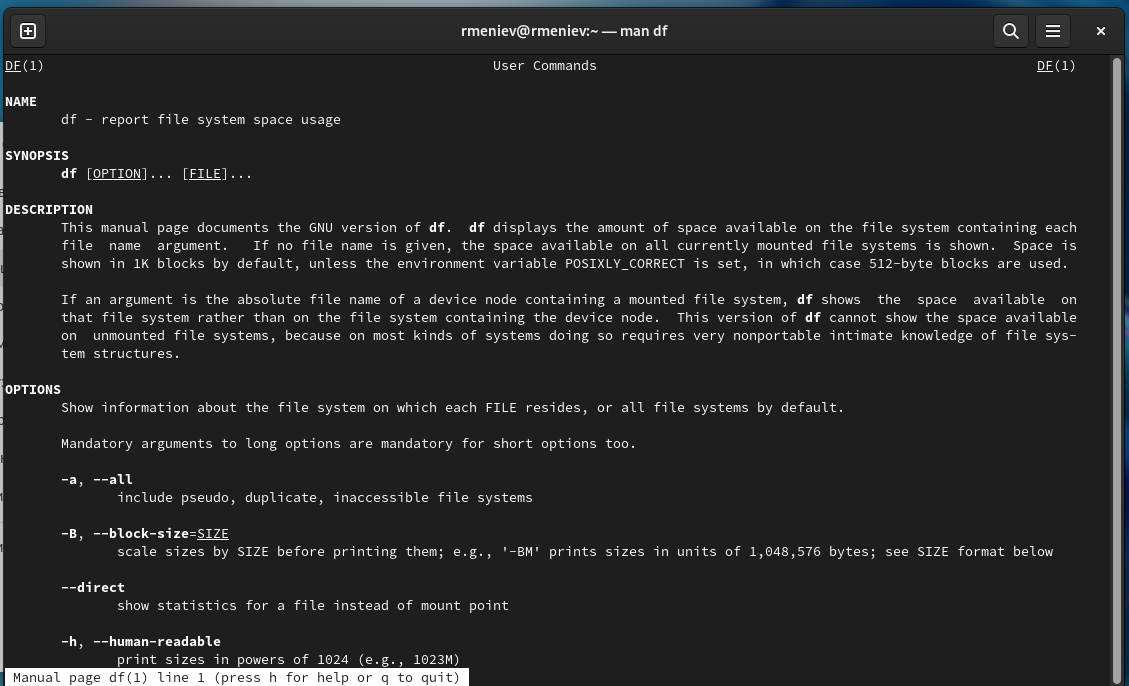 rmeniev@rmeniev:~ — man df
DF(1) User Commands DF(1)
NAME
df - report file system space usage
SYNOPSIS
df [OPTION]... [FILE]...
DESCRIPTION
This manual page documents the GNU version of df.  df displays the amount of space available on the file system containing each
file  name  argument.   If no file name is given, the space available on all currently mounted file systems is shown.  Space is
shown in 1K blocks by default, unless the environment variable POSIXLY_CORRECT is set, in which case 512-byte blocks are used.
If an argument is the absolute file name of a device node containing a mounted file system, df shows  the  space  available  on
that file system rather than on the file system containing the device node.  This version of df cannot show the space available
on  unmounted file systems, because on most kinds of systems doing so requires very nonportable intimate knowledge of file sys-
tem structures.
OPTIONS
Show information about the file system on which each FILE resides, or all file systems by default.
Mandatory arguments to long options are mandatory for short options too.
-a, --all
include pseudo, duplicate, inaccessible file systems
-B, --block-size=SIZE
scale sizes by SIZE before printing them; e.g., '-BM' prints sizes in units of 1,048,576 bytes; see SIZE format below
--direct
show statistics for a file instead of mount point
-h, --human-readable
print sizes in powers of 1024 (e.g., 1023M)
Manual page df(1) line 1 (press h for help or q to quit)